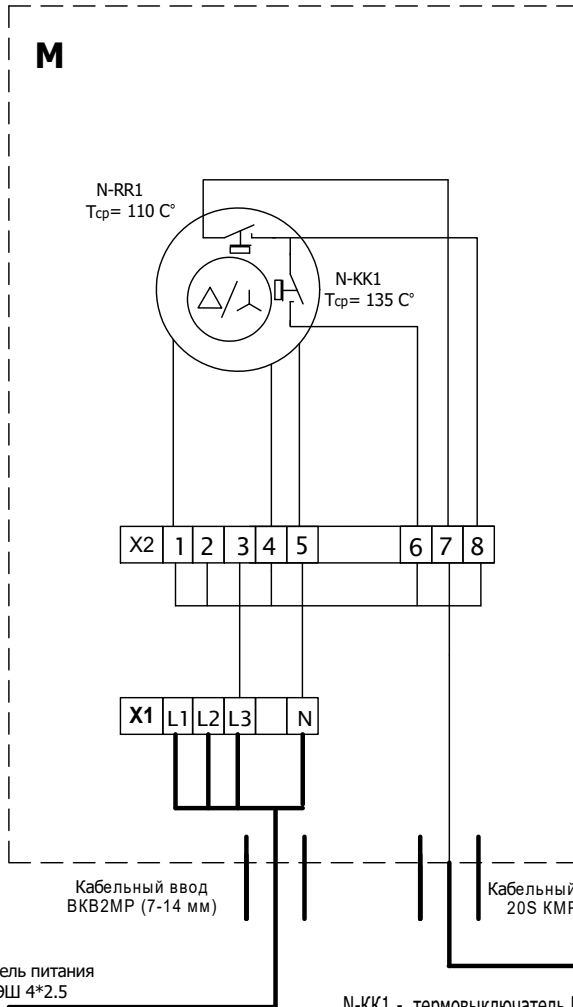 M
N-RR1
Tср= 110 C°
N-KK1
Tср= 135 C°
X2 1 2 3 4 5 6 7 8
X1 L1 L2 L3 N
Кабельный ввод
ВКВ2МР (7-14 мм)
Кабельный
20S KMP
ель питания
ЭШ 4*2.5
N-KK1 - термовыключатель